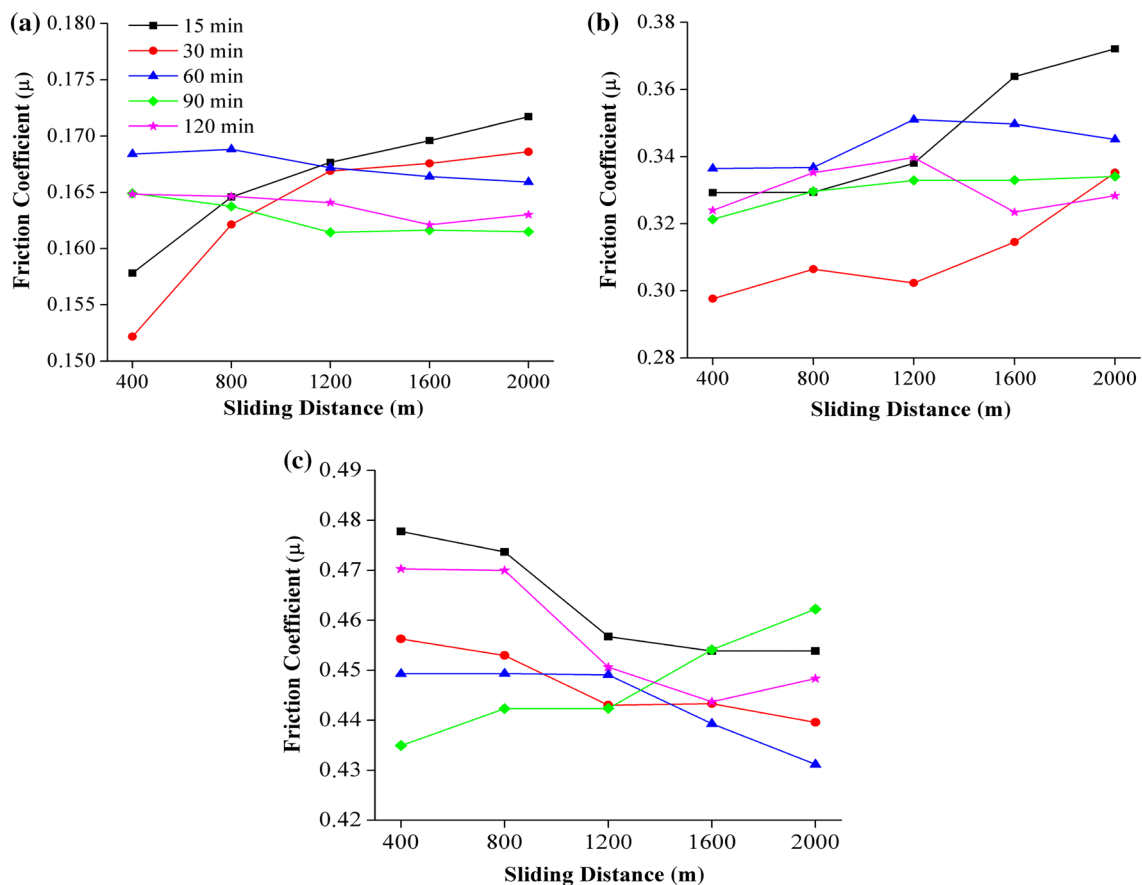 (a)
0.180
0.175
0.170
0.165
0.160
0.155
0.150
Friction Coefficient (μ)
15 min
30 min
60 min
90 min
120 min
400 800 1200 1600 2000
Sliding Distance (m)
(b)
0.38
0.36
0.34
0.32
0.30
0.28
Friction Coefficient (μ)
400 800 1200 1600 2000
Sliding Distance (m)
(c)
0.49
0.48
0.47
0.46
0.45
0.44
0.43
0.42
Friction Coefficient (μ)
400 800 1200 1600 2000
Sliding Distance (m)